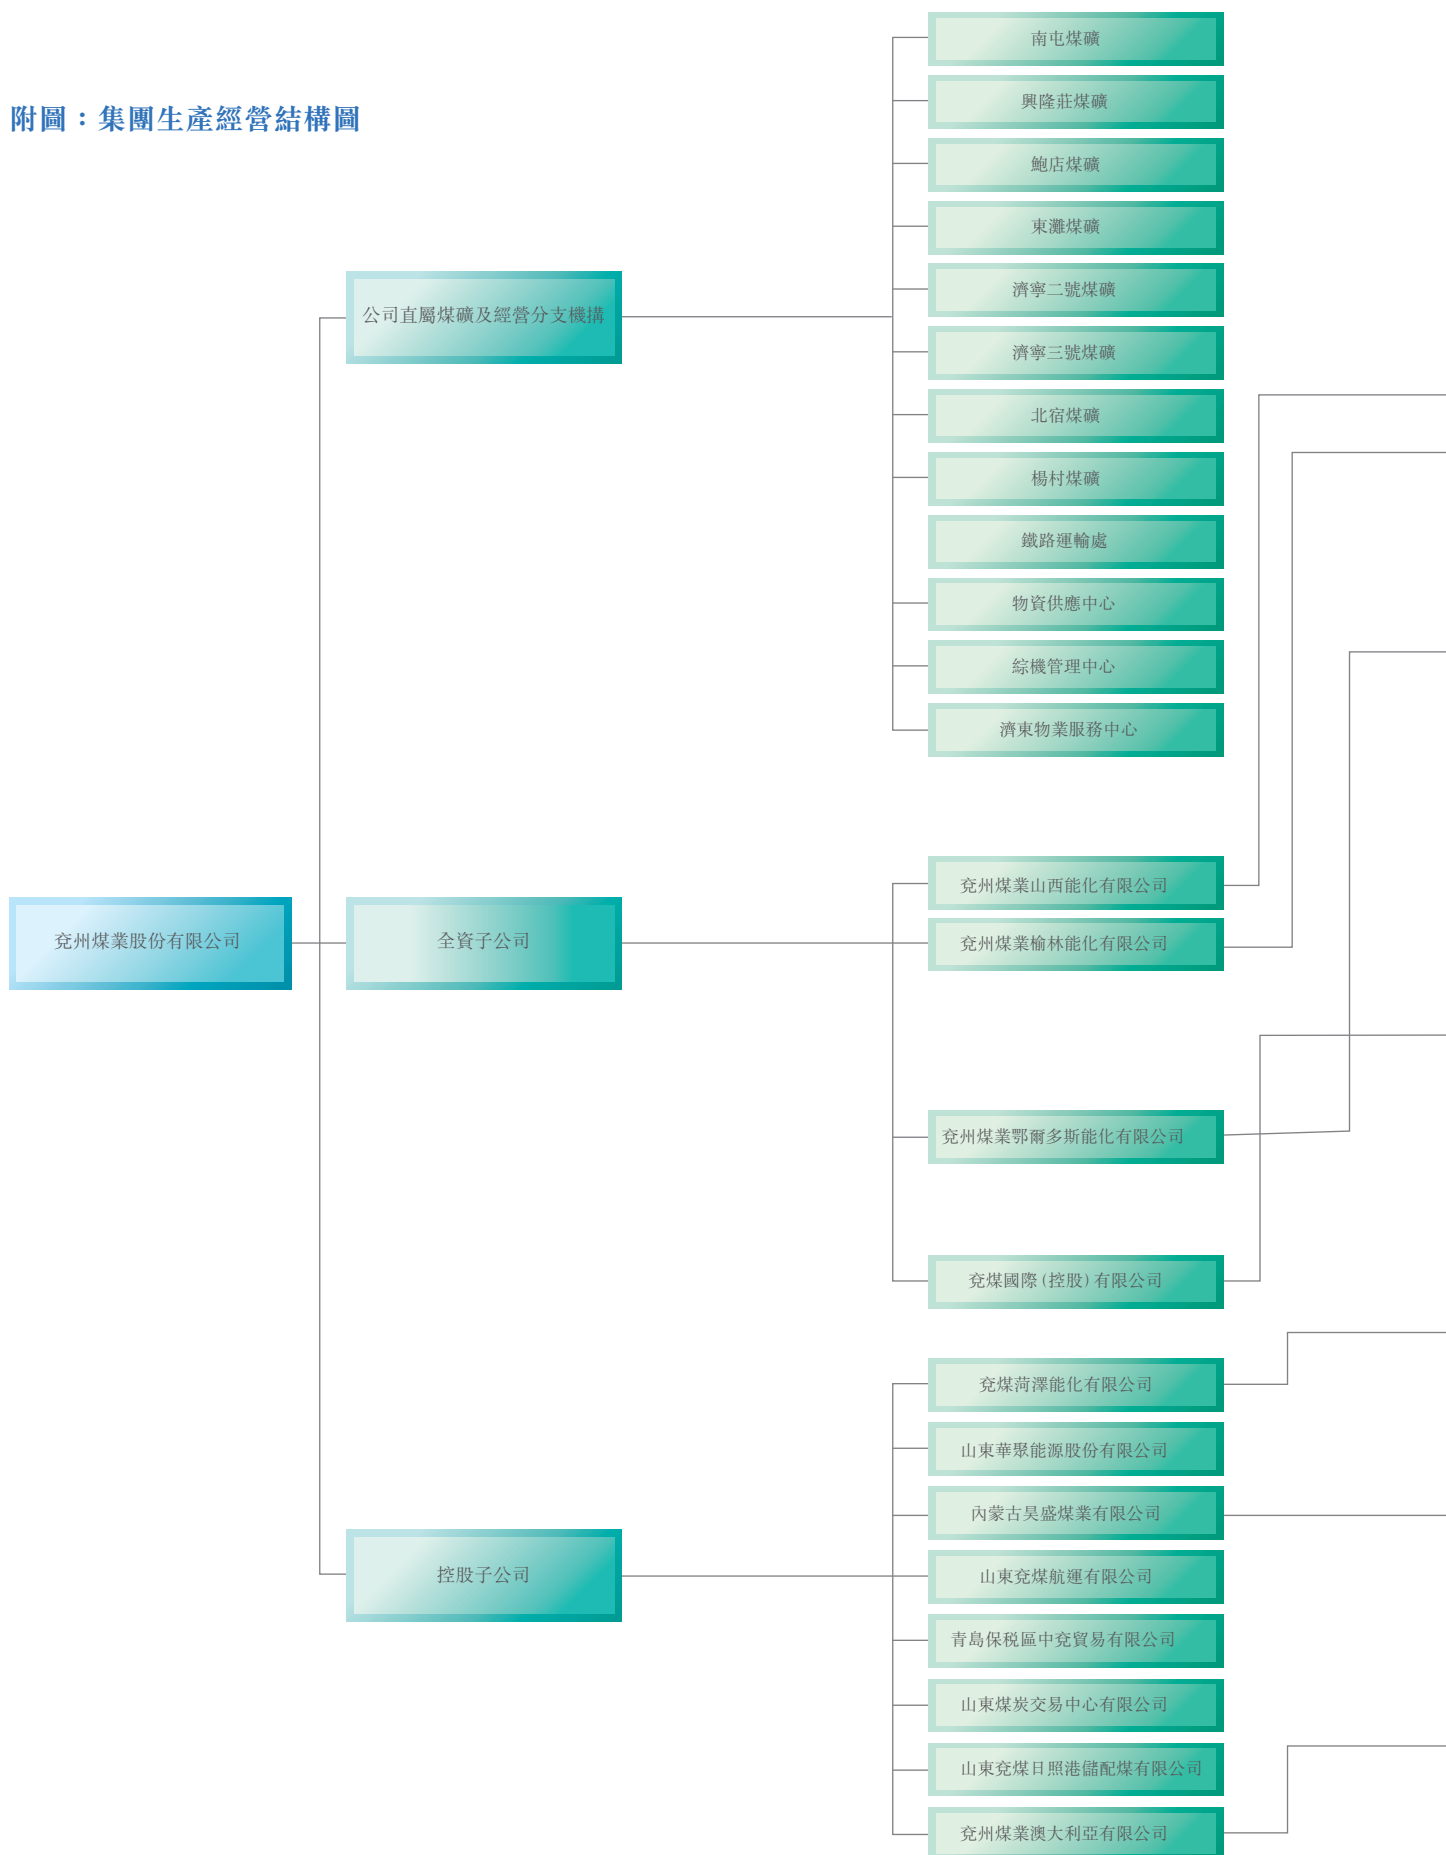 附圖：集團生產經營結構圖
南屯煤礦
興隆莊煤礦
鮑店煤礦
東灘煤礦
濟寧二號煤礦
公司直屬煤礦及經營分支機搆
濟寧三號煤礦
北宿煤礦
楊村煤礦
鐵路運輸處
物資供應中心
綜機管理中心
濟東物業服務中心
兗州煤業山西能化有限公司
兗州煤業股份有限公司
全資子公司
兗州煤業榆林能化有限公司
兗州煤業鄂爾多斯能化有限公司
兗煤國際(控股)有限公司
兗煤菏澤能化有限公司
山東華聚能源股份有限公司
內蒙古昊盛煤業有限公司
控股子公司
山東兗煤航運有限公司
青島保税區中兗貿易有限公司
山東煤炭交易中心有限公司
山東兗煤日照港儲配煤有限公司
兗州煤業澳大利亞有限公司